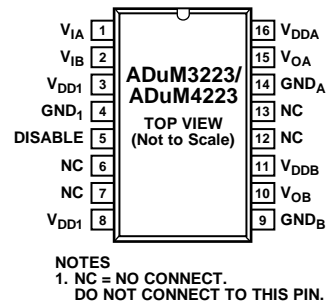 V_IA 1 16 V_DDA
V_IB 2 15 V_OA
V_DD1 3 ADuM3223/ 14 GND_A
GND_1 4 ADuM4223 13 NC
DISABLE 5 TOP VIEW 12 NC
NC 6 (Not to Scale) 11 V_DDB
NC 7 10 V_OB
V_DD1 8 9 GND_B
NOTES
1. NC = NO CONNECT.
DO NOT CONNECT TO THIS PIN.